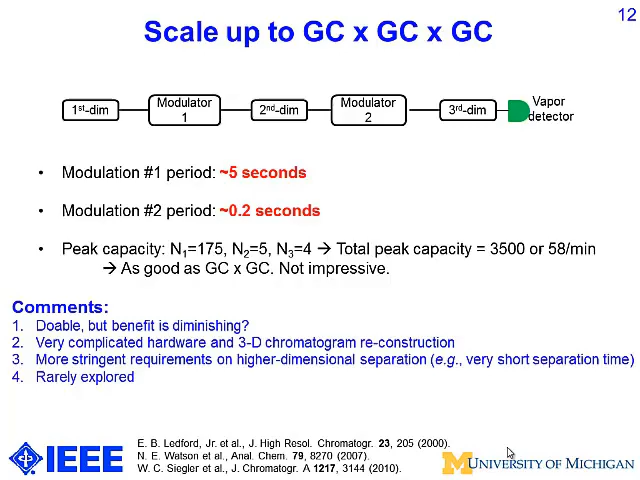 12
Scale up to GC x GC x GC
1st-dim
Modulator
1
2nd-dim
Modulator
2
3rd-dim
Vapor
detector
• Modulation #1 period: ~5 seconds
• Modulation #2 period: ~0.2 seconds
• Peak capacity: N1=175, N2=5, N3=4 → Total peak capacity = 3500 or 58/min
→ As good as GC x GC. Not impressive.
Comments:
1. Doable, but benefit is diminishing?
2. Very complicated hardware and 3-D chromatogram re-construction
3. More stringent requirements on higher-dimensional separation (e.g., very short separation time)
4. Rarely explored
E. B. Ledford, Jr. et al., J. High Resol. Chromatogr. 23, 205 (2000).
N. E. Watson et al., Anal. Chem. 79, 8270 (2007).
W. C. Siegler et al., J. Chromatogr. A 1217, 3144 (2010).
IEEE
M UNIVERSITY OF MICHIGAN